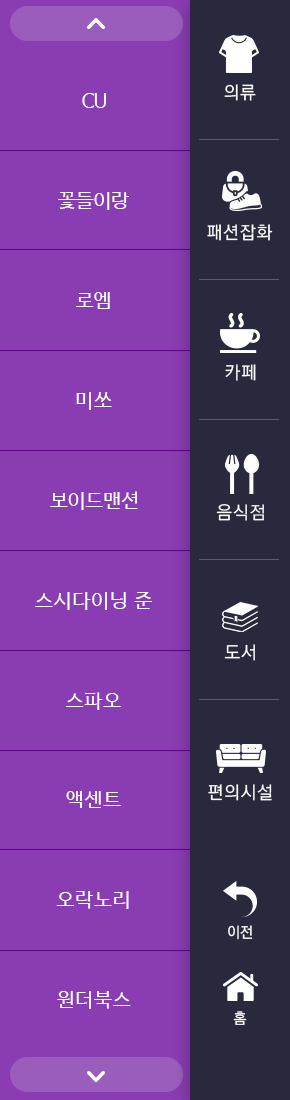 CU
꽃들이랑
로엠
미쏘
보이드맨션
스시다이닝 준
스파오
액센트
오락노리
원더북스
의류
패션잡화
카페
음식점
도서
편의시설
이전
홈